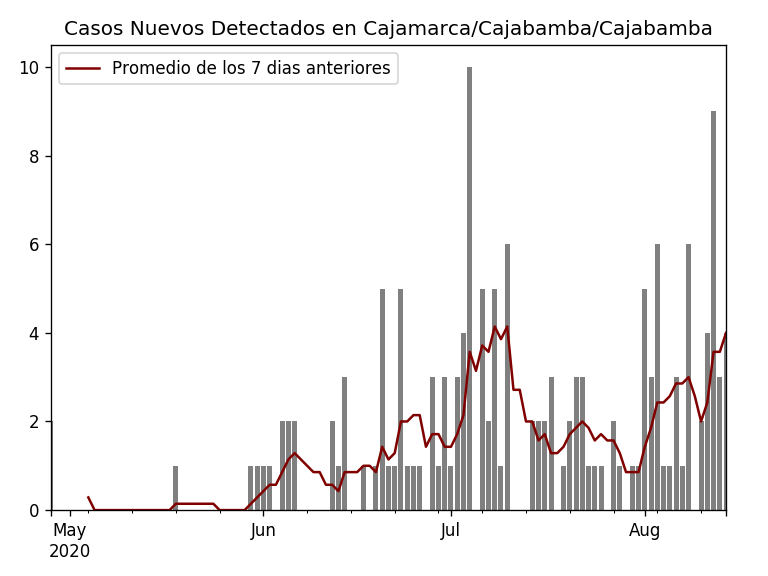 Casos Nuevos Detectados en Cajamarca/Cajabamba/Cajabamba
Promedio de los 7 dias anteriores
10
8
6
4
2
0
May Jun Jul Aug
2020